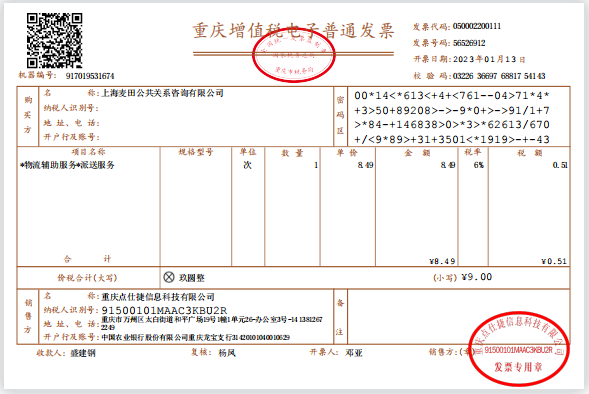 重庆增值税电子普通发票
发票代码: 050002200111
发票号码: 56526912
开票日期: 2023年01月13日
机器编号: 917019531674
校 验 码: 03226 36697 68817 54143
购买方
名 称: 上海麦田公共关系咨询有限公司
纳税人识别号:
地 址、电 话:
开户行及账号:
密码区
00*14<*613<+4+<761--04>71*4*
+3>50+8903>->-9*0+>->91/1+7
>*84-+146838>0>*3>*62613/670
+/<9*89>+31+3501<*1919>-+-43
项目名称 规格型号 单位 数 量 单 价 金 额 税率 税 额
*物流辅助服务*派送服务 次 1 8.49 8.49 6% 0.51
合 计 ¥8.49 ¥0.51
价税合计(大写) ⊗ 玖圆整 (小写) ¥9.00
销售方
名 称: 重庆点仕捷信息科技有限公司
纳税人识别号: 91500101MAAC3KBU2R
地 址、电 话: 重庆市万州区太白街道和平广场19号1幢1单元26-办公室3号-141381267
2249
开户行及账号: 中国农业银行股份有限公司重庆龙宝支行31420101040010629
备注
收款人: 盛建钢 复核: 杨风 开票人: 邓亚 销售方:(章)
重庆点仕捷信息科技有限公司
91500101MAAC3KBU2R
发票专用章